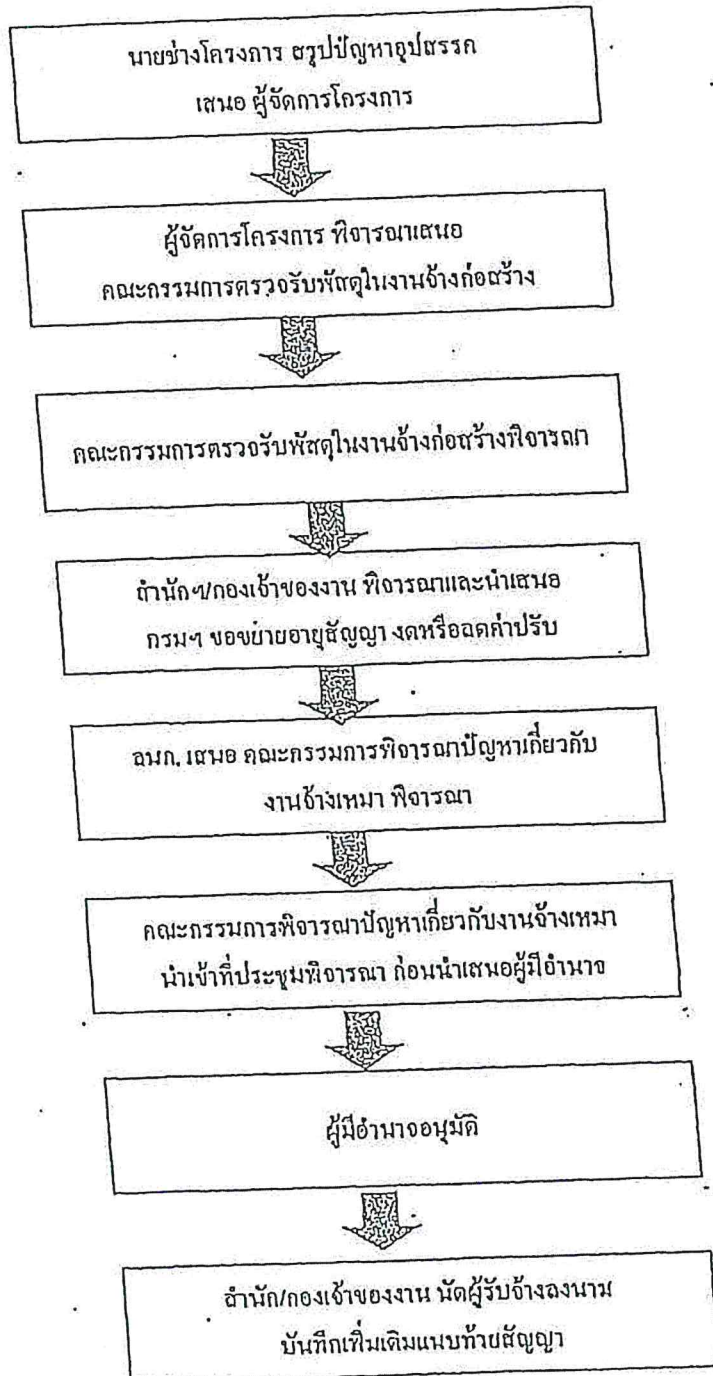 นายช่างโครงการ สรุปปัญหาอุปสรรค
เสนอ ผู้จัดการโครงการ
ผู้จัดการโครงการ พิจารณาเสนอ
คณะกรรมการตรวจรับพัสดุในงานจ้างก่อสร้าง
คณะกรรมการตรวจรับพัสดุในงานจ้างก่อสร้างพิจารณา
สำนักฯ/กองเจ้าของงาน พิจารณาและนำเสนอ
กรมฯ ขอขยายอายุสัญญา งดหรือลดค่าปรับ
ลนก. เสนอ คณะกรรมการพิจารณาปัญหาเกี่ยวกับ
งานจ้างเหมา พิจารณา
คณะกรรมการพิจารณาปัญหาเกี่ยวกับงานจ้างเหมา
นำเข้าที่ประชุมพิจารณา ก่อนนำเสนอผู้มีอำนาจ
ผู้มีอำนาจอนุมัติ
สำนัก/กองเจ้าของงาน นัดผู้รับจ้างลงนาม
บันทึกเพิ่มเติมแนบท้ายสัญญา